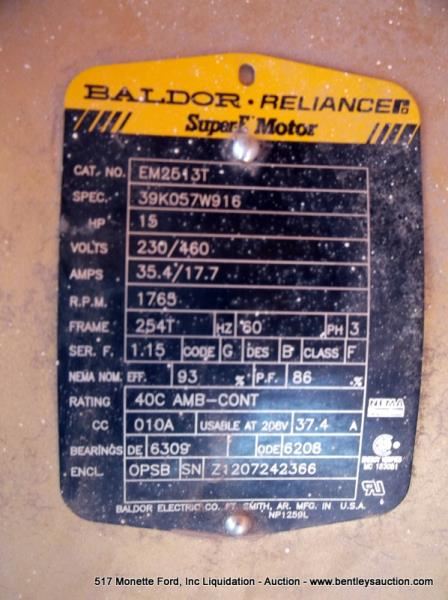 BALDOR · RELIANCE
Super-E Motor
CAT. NO. EM2513T
SPEC. 39K057W916
HP 15
VOLTS 230/460
AMPS 35.4/17.7
R.P.M. 1765
FRAME 254T HZ 60 PH 3
SER. F. 1.15 CODE G DES B CLASS F
NEMA NOM. EFF. 93 % P.F. 86 %
RATING 40C AMB-CONT
CC 010A USABLE AT 208V 37.4 A
BEARINGS DE 6309 ODE 6208
ENCL. OPSB SN Z1207242366
BALDOR ELECTRIC CO. FT. SMITH, AR. MFG. IN U.S.A.
NP1259L
NEMA
517 Monette Ford, Inc Liquidation - Auction - www.bentleysauction.com